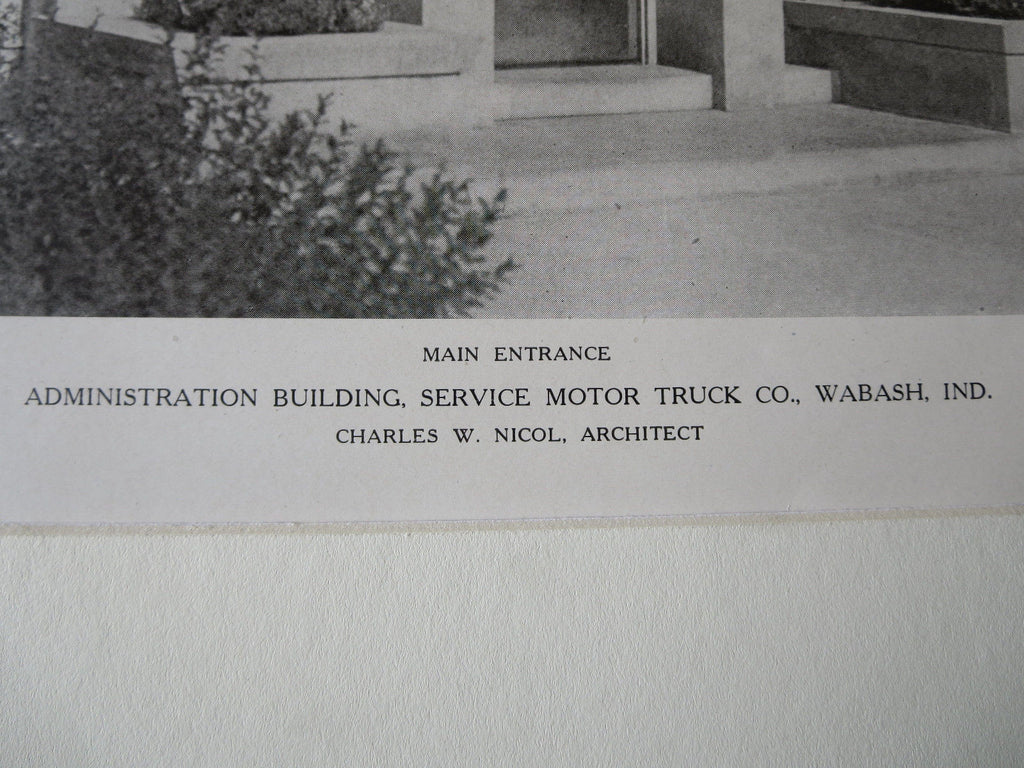 MAIN ENTRANCE
ADMINISTRATION BUILDING, SERVICE MOTOR TRUCK CO., WABASH, IND.
CHARLES W. NICOL, ARCHITECT